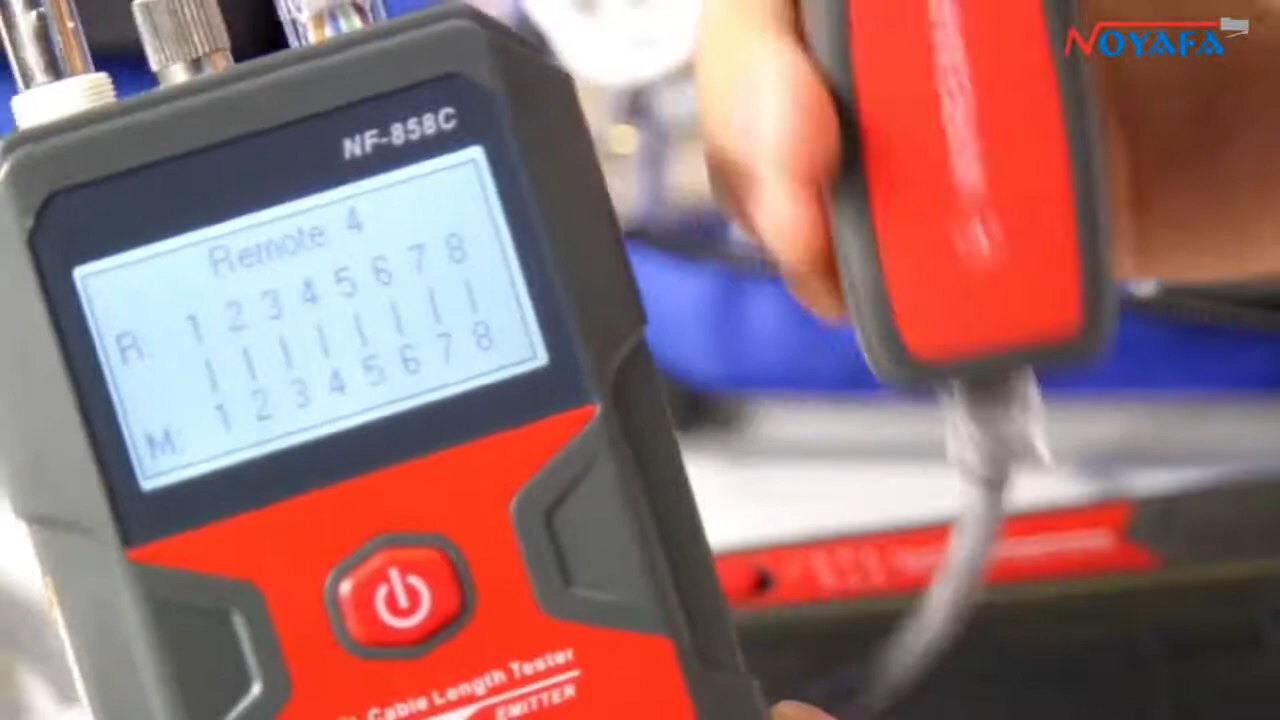 NOYAFA
NF-858C
Remote 4
R: 1 2 3 4 5 6 7 8
M: 1 2 3 4 5 6 7 8
Cable Length Tester
EMITTER